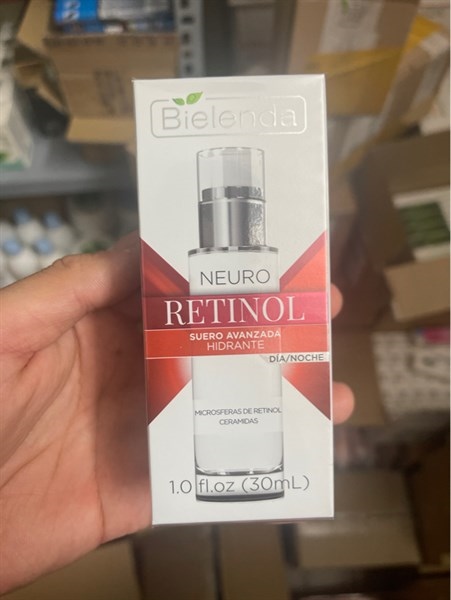 Bielenda
NEURO
RETINOL
SUERO AVANZADA
HIDRANTE
DÍA/NOCHE
MICROSFERAS DE RETINOL
CERAMIDAS
1.0 fl.oz (30mL)